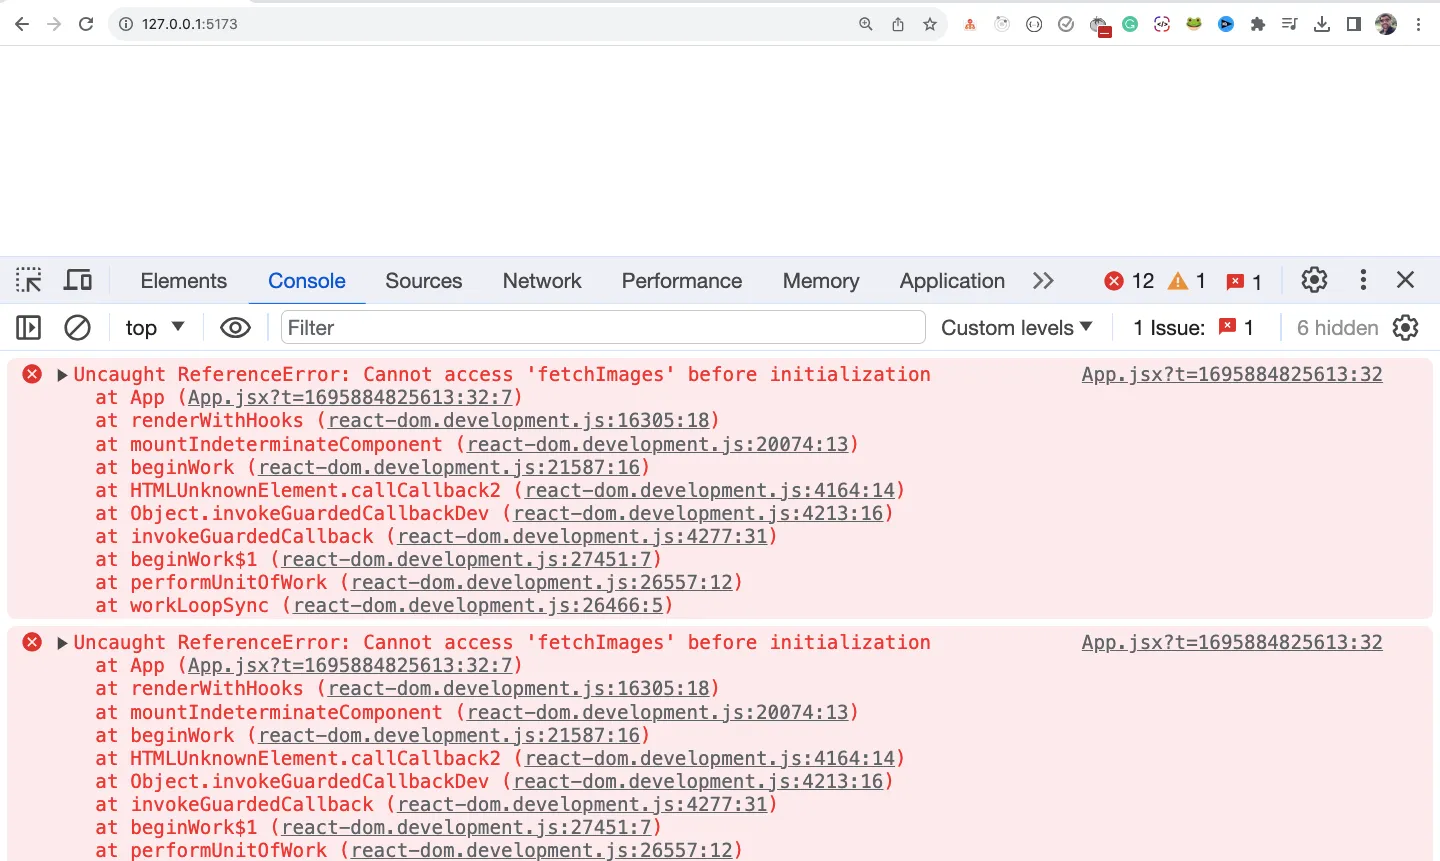 127.0.0.1:5173
Elements Console Sources Network Performance Memory Application 12 1 1
top Filter Custom levels 1 Issue: 1 6 hidden
Uncaught ReferenceError: Cannot access 'fetchImages' before initialization App.jsx?t=1695884825613:32
at App (App.jsx?t=1695884825613:32:7)
at renderWithHooks (react-dom.development.js:16305:18)
at mountIndeterminateComponent (react-dom.development.js:20074:13)
at beginWork (react-dom.development.js:21587:16)
at HTMLUnknownElement.callCallback2 (react-dom.development.js:4164:14)
at Object.invokeGuardedCallbackDev (react-dom.development.js:4213:16)
at invokeGuardedCallback (react-dom.development.js:4277:31)
at beginWork$1 (react-dom.development.js:27451:7)
at performUnitOfWork (react-dom.development.js:26557:12)
at workLoopSync (react-dom.development.js:26466:5)
Uncaught ReferenceError: Cannot access 'fetchImages' before initialization App.jsx?t=1695884825613:32
at App (App.jsx?t=1695884825613:32:7)
at renderWithHooks (react-dom.development.js:16305:18)
at mountIndeterminateComponent (react-dom.development.js:20074:13)
at beginWork (react-dom.development.js:21587:16)
at HTMLUnknownElement.callCallback2 (react-dom.development.js:4164:14)
at Object.invokeGuardedCallbackDev (react-dom.development.js:4213:16)
at invokeGuardedCallback (react-dom.development.js:4277:31)
at beginWork$1 (react-dom.development.js:27451:7)
at performUnitOfWork (react-dom.development.js:26557:12)